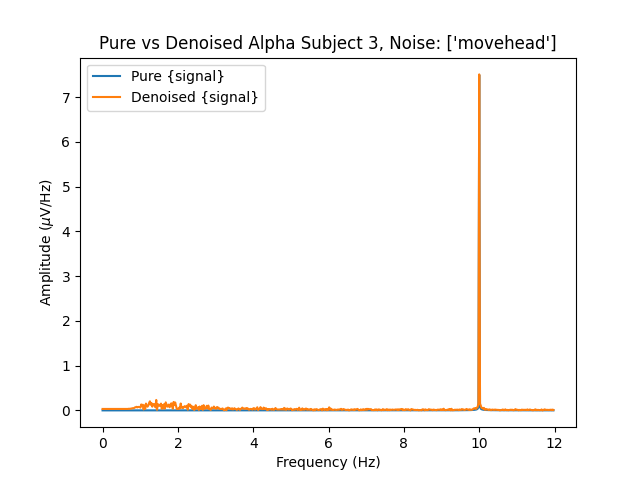 Pure vs Denoised Alpha Subject 3, Noise: ['movehead']
Pure {signal}
Denoised {signal}
7
6
5
4
3
2
1
0
Amplitude (μV/Hz)
0 2 4 6 8 10 12
Frequency (Hz)